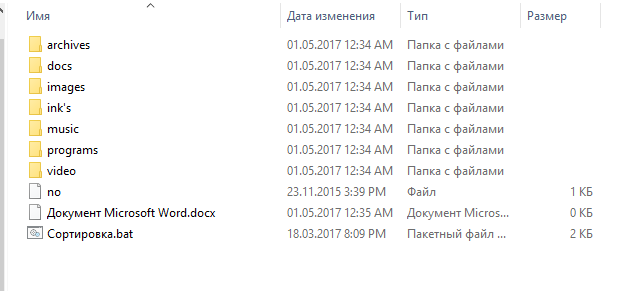 Имя Дата изменения Тип Размер
archives 01.05.2017 12:34 AM Папка с файлами
docs 01.05.2017 12:34 AM Папка с файлами
images 01.05.2017 12:34 AM Папка с файлами
ink's 01.05.2017 12:34 AM Папка с файлами
music 01.05.2017 12:34 AM Папка с файлами
programs 01.05.2017 12:34 AM Папка с файлами
video 01.05.2017 12:34 AM Папка с файлами
no 23.11.2015 3:39 PM Файл 1 КБ
Документ Microsoft Word.docx 01.05.2017 12:35 AM Документ Micros... 0 КБ
Сортировка.bat 18.03.2017 8:09 PM Пакетный файл ... 2 КБ